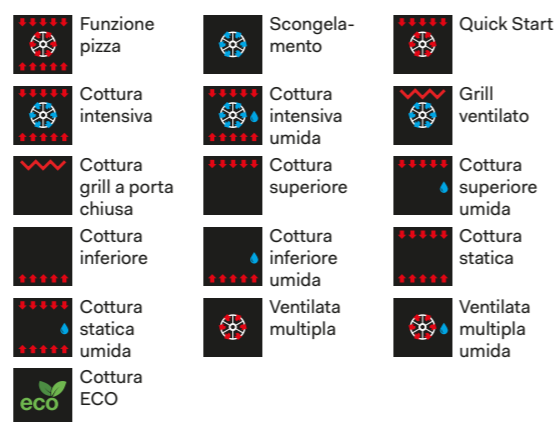 Funzione
pizza
Scongela-
mento
Quick Start
Cottura
intensiva
Cottura
intensiva
umida
Grill
ventilato
Cottura
grill a porta
chiusa
Cottura
superiore
Cottura
superiore
umida
Cottura
inferiore
Cottura
inferiore
umida
Cottura
statica
Cottura
statica
umida
Ventilata
multipla
Ventilata
multipla
umida
eco
Cottura
ECO